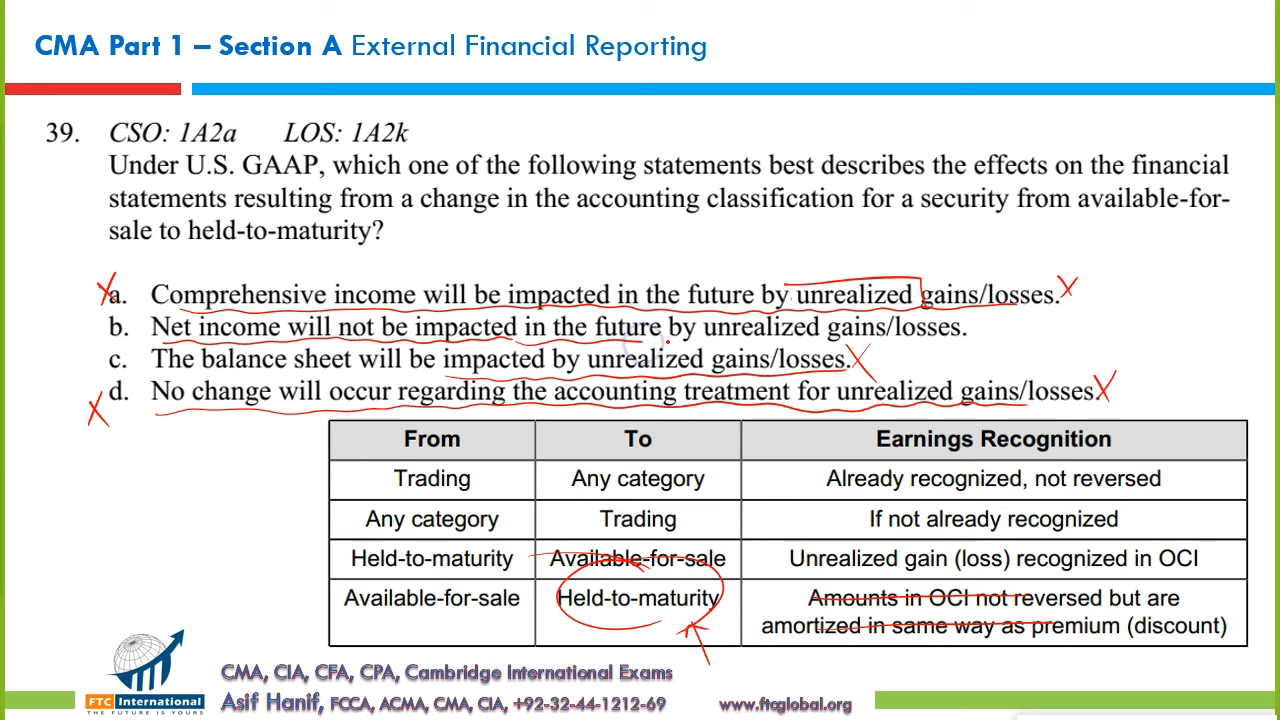 CMA Part 1 – Section A External Financial Reporting
39. CSO: 1A2a LOS: 1A2k
Under U.S. GAAP, which one of the following statements best describes the effects on the financial
statements resulting from a change in the accounting classification for a security from available-for-
sale to held-to-maturity?
a. Comprehensive income will be impacted in the future by unrealized gains/losses.
b. Net income will not be impacted in the future by unrealized gains/losses.
c. The balance sheet will be impacted by unrealized gains/losses.
d. No change will occur regarding the accounting treatment for unrealized gains/losses.
From To Earnings Recognition
Trading Any category Already recognized, not reversed
Any category Trading If not already recognized
Held-to-maturity Available-for-sale Unrealized gain (loss) recognized in OCI
Available-for-sale Held-to-maturity Amounts in OCI not reversed but are
amortized in same way as premium (discount)
FTC International
THE FUTURE IS YOURS
CMA, CIA, CFA, CPA, Cambridge International Exams
Asif Hanif, FCCA, ACMA, CMA, CIA, +92-32-44-1212-69 www.ftcglobal.org